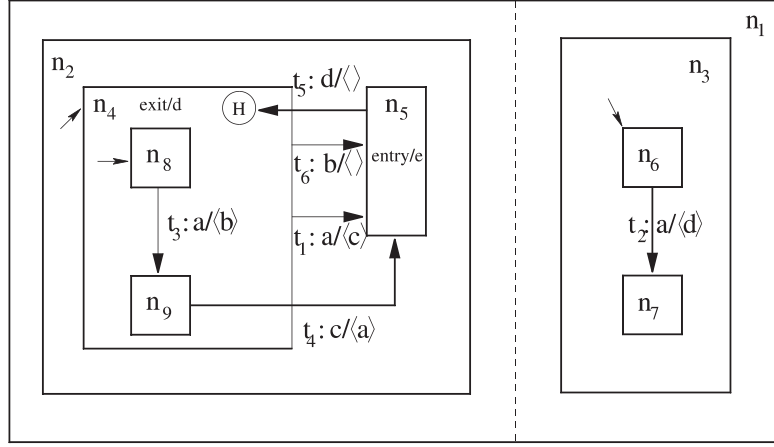 n1
n2
t5: d/⟨⟩
n3
n4
exit/d
H
n5
n8
entry/e
n6
t6: b/⟨⟩
t3: a/⟨b⟩
t1: a/⟨c⟩
t2: a/⟨d⟩
n9
n7
t4: c/⟨a⟩